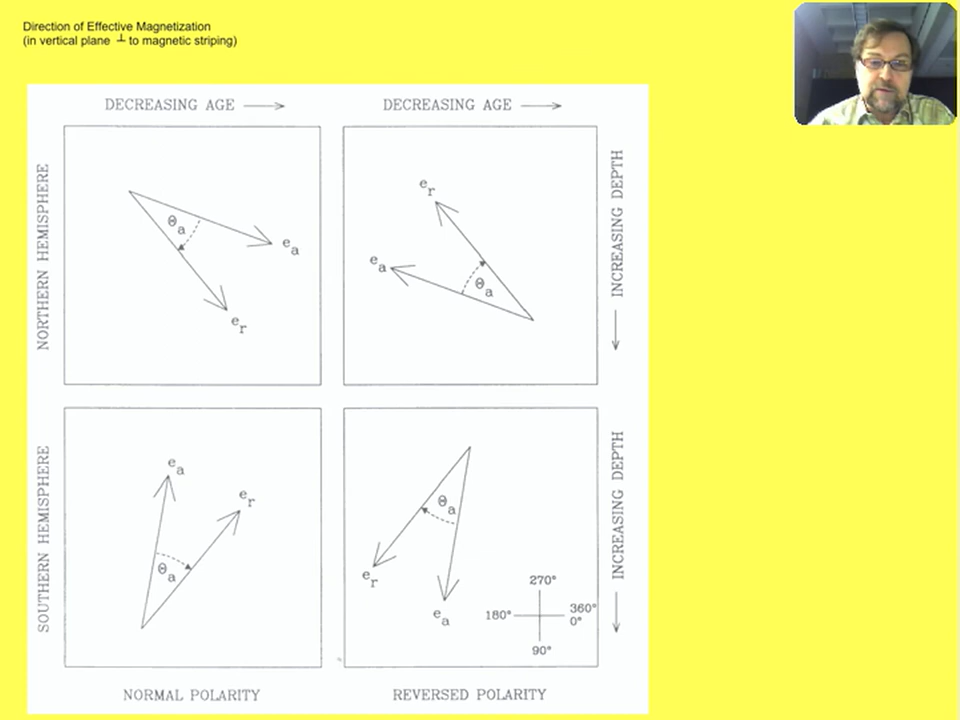 Direction of Effective Magnetization
(in vertical plane ⊥ to magnetic striping)
DECREASING AGE →
DECREASING AGE →
NORTHERN HEMISPHERE
Θa
ea
er
er
ea
Θa
INCREASING DEPTH →
SOUTHERN HEMISPHERE
ea
er
Θa
Θa
er
ea
270°
180°
360°
0°
90°
INCREASING DEPTH →
NORMAL POLARITY
REVERSED POLARITY